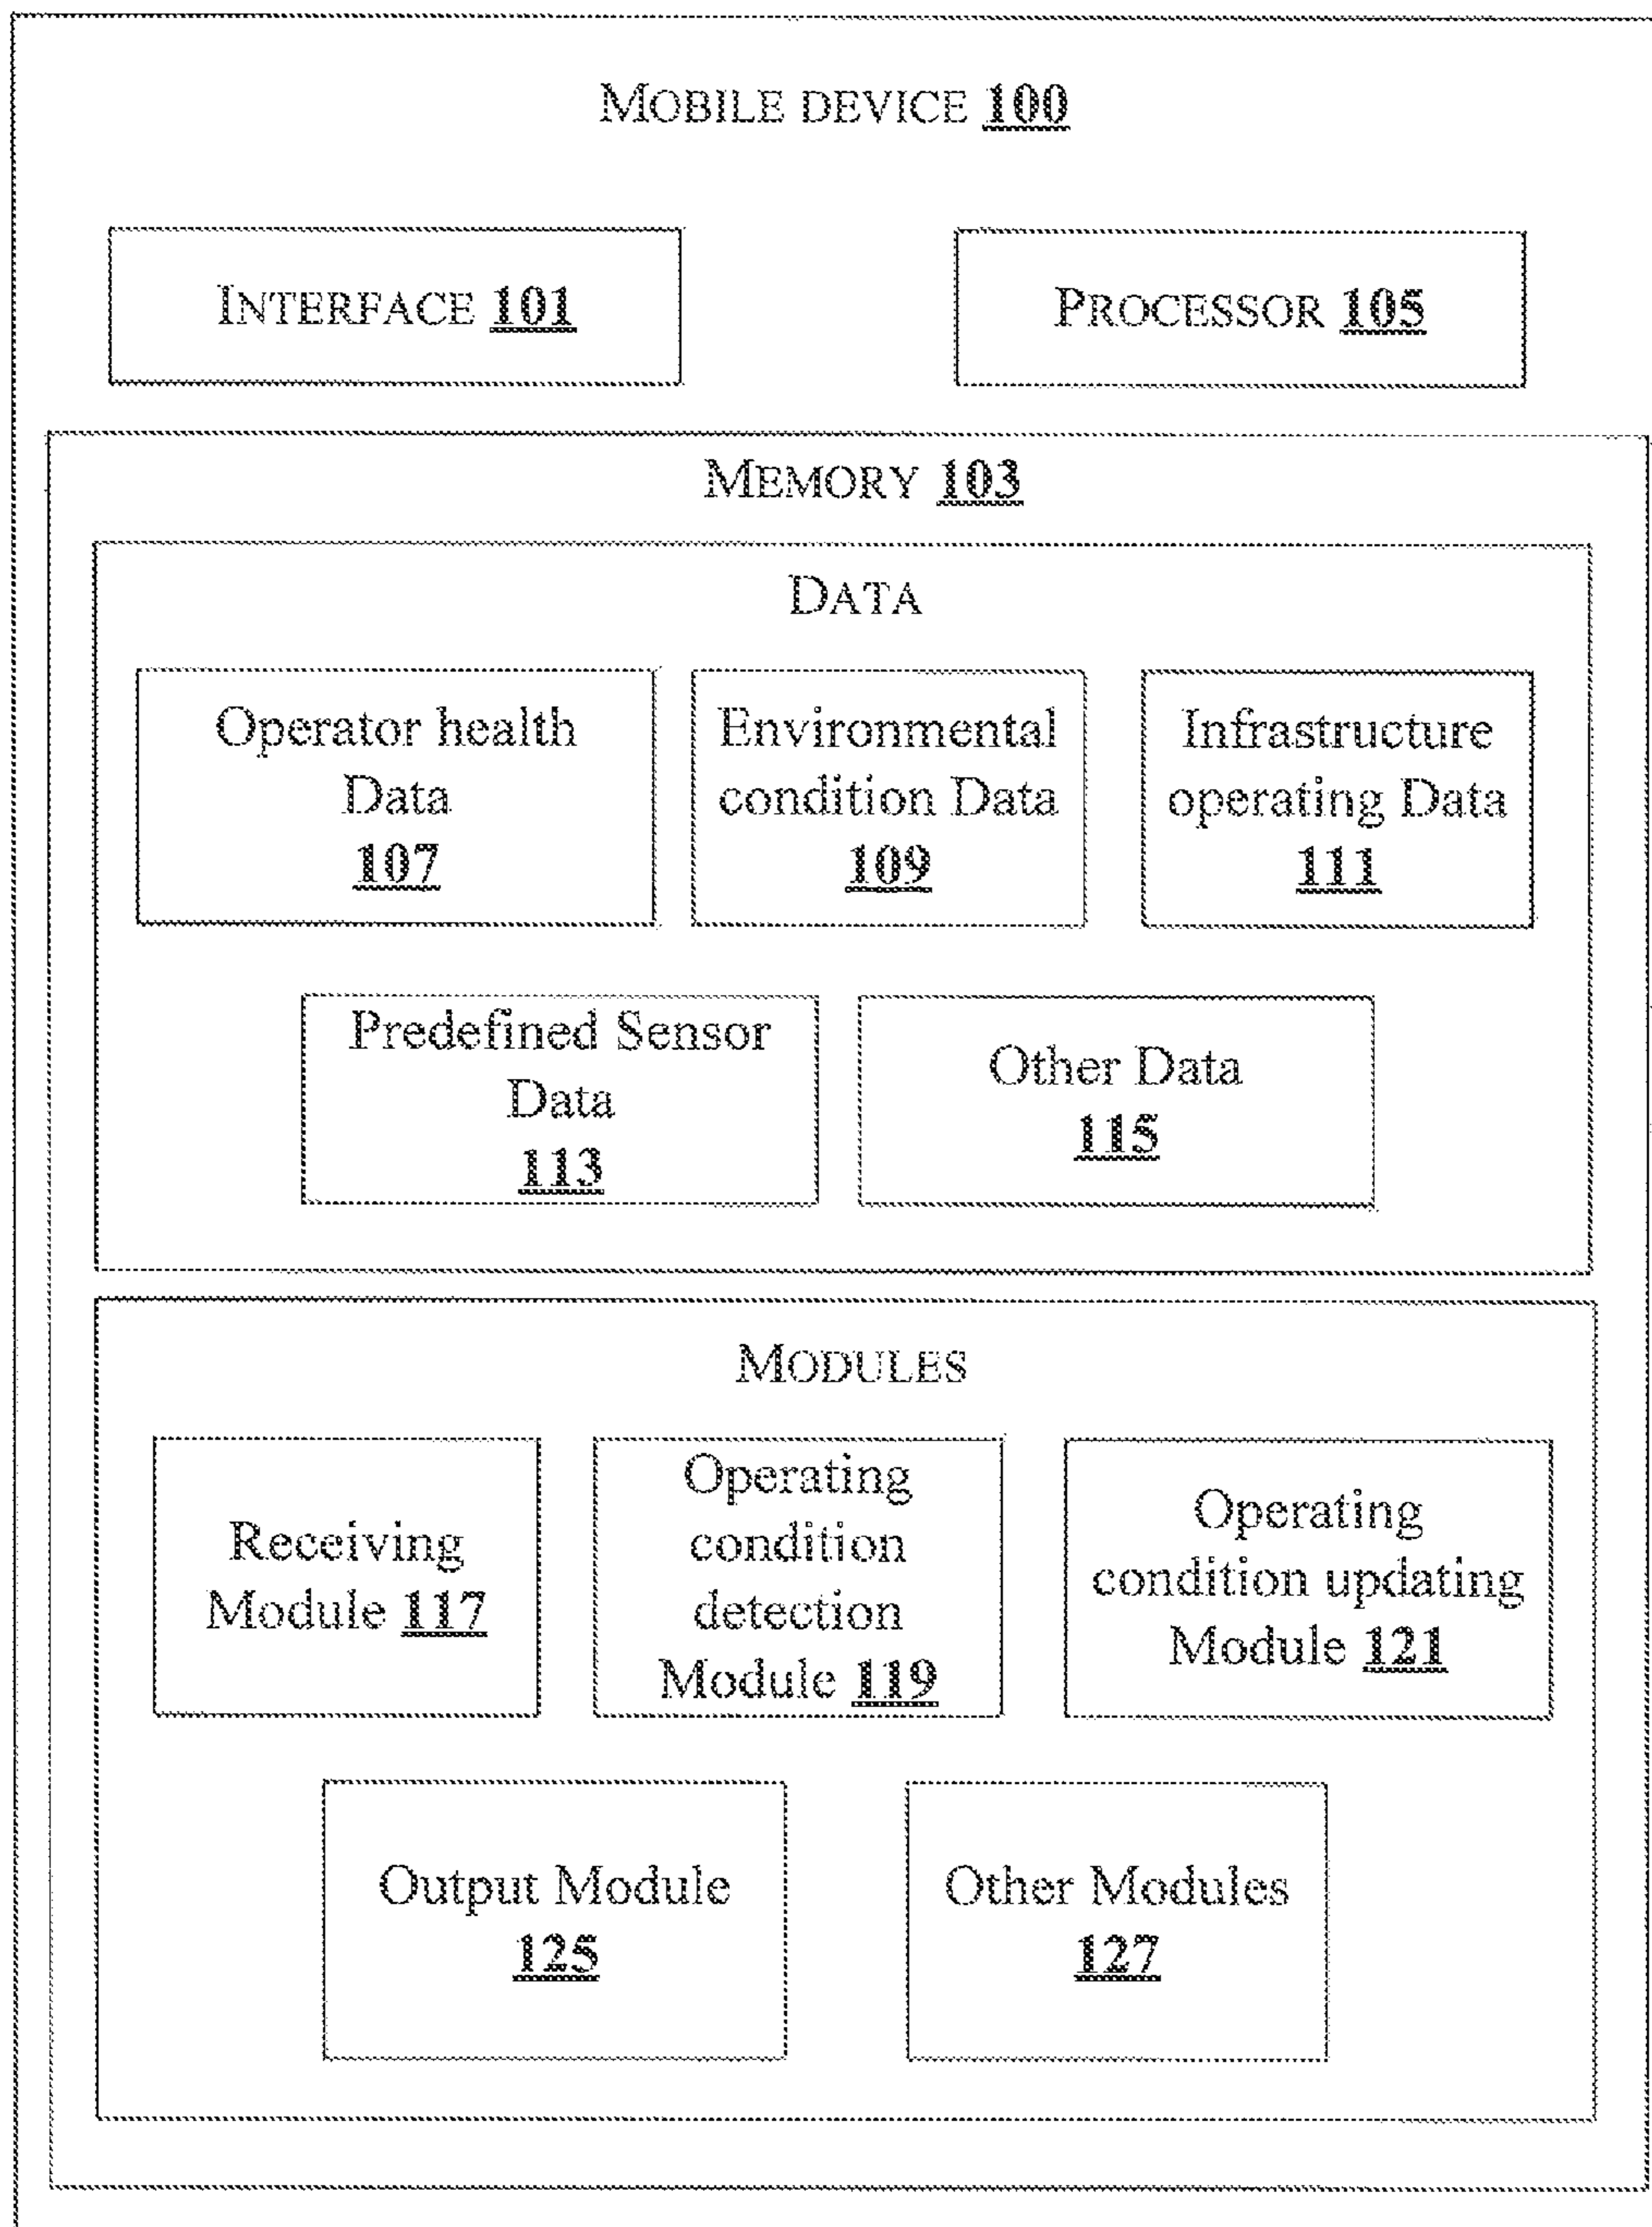 MOBILE DEVICE 100
INTERFACE 101
PROCESSOR 105
MEMORY 103
DATA
Operator health
Data
107
Environmental
condition Data
109
Infrastructure
operating Data
111
Predefined Sensor
Data
113
Other Data
115
MODULES
Receiving
Module 117
Operating
condition
detection
Module 119
Operating
condition updating
Module 121
Output Module
125
Other Modules
127